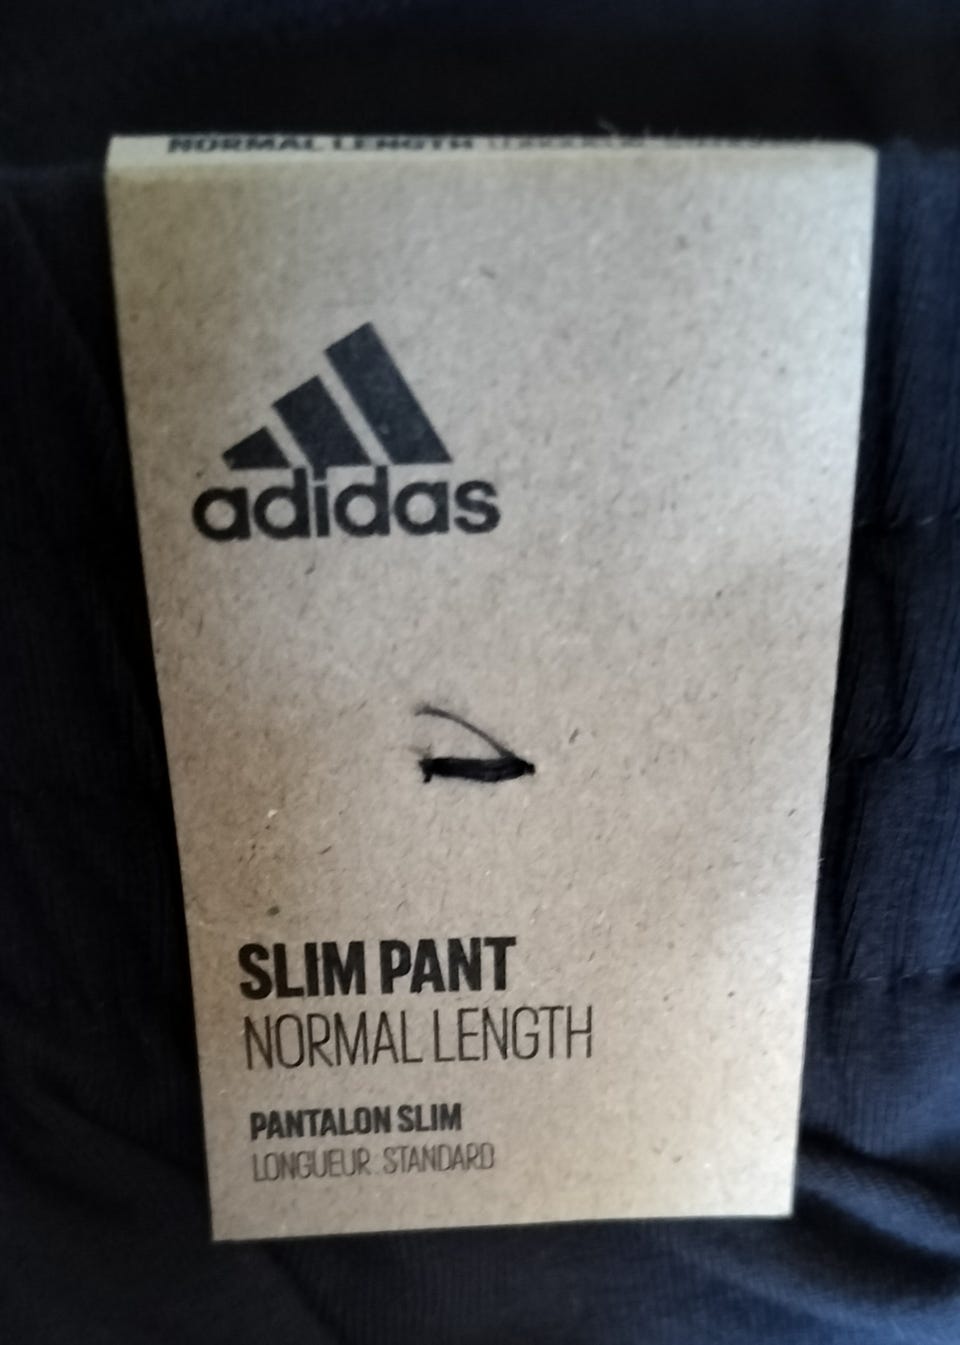 NORMAL LENGTH
adidas
SLIM PANT
NORMAL LENGTH
PANTALON SLIM
LONGUEUR STANDARD